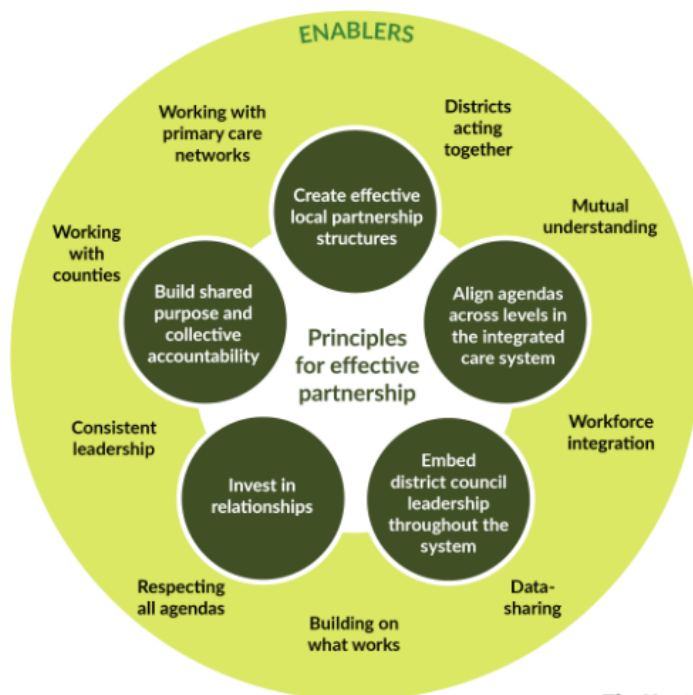 ENABLERS
Working with
primary care
networks
Districts
acting
together
Mutual
understanding
Workforce
integration
Data-
sharing
Building on
what works
Respecting
all agendas
Consistent
leadership
Working
with
counties
Create effective
local partnership
structures
Align agendas
across levels in
the integrated
care system
Embed
district council
leadership
throughout the
system
Invest in
relationships
Build shared
purpose and
collective
accountability
Principles
for effective
partnership